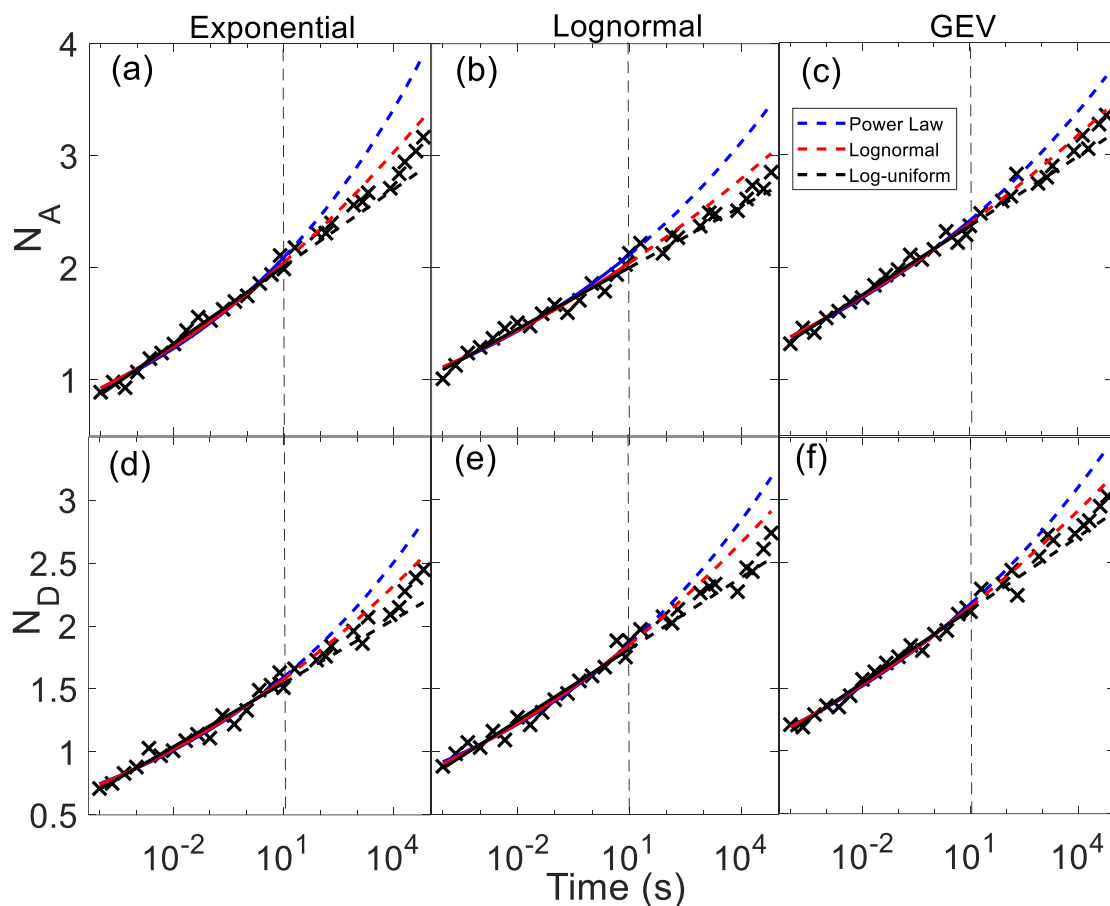 Exponential Lognormal GEV
(a) (b) (c)
4
3
2
1
N_A
Power Law
Lognormal
Log-uniform
(d) (e) (f)
3
2.5
2
1.5
1
0.5
N_D
10^-2 10^1 10^4 10^-2 10^1 10^4 10^-2 10^1 10^4
Time (s)